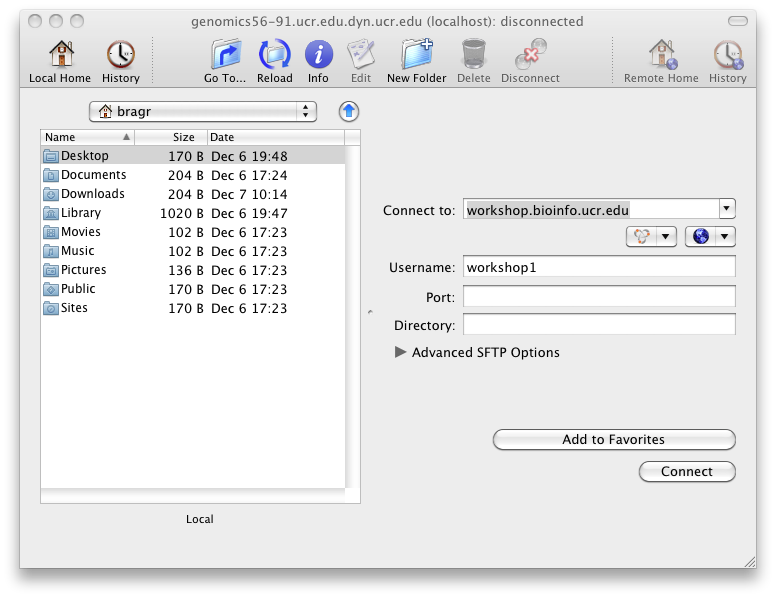 genomics56-91.ucr.edu.dyn.ucr.edu (localhost): disconnected
Local Home History Go To... Reload Info Edit New Folder Delete Disconnect Remote Home History
bragr
Name Size Date
Desktop 170 B Dec 6 19:48
Documents 204 B Dec 6 17:24
Downloads 204 B Dec 7 10:14
Library 1020 B Dec 6 19:47
Movies 102 B Dec 6 17:23
Music 102 B Dec 6 17:23
Pictures 136 B Dec 6 17:23
Public 170 B Dec 6 17:23
Sites 170 B Dec 6 17:23
Local
Connect to: workshop.bioinfo.ucr.edu
Username: workshop1
Port:
Directory:
Advanced SFTP Options
Add to Favorites
Connect